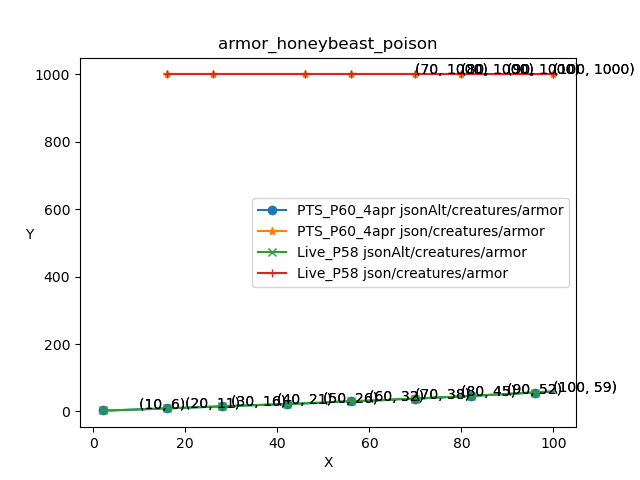 armor_honeybeast_poison
Y
1000
800
600
400
200
0
(70, 1000)
(80, 1000)
(90, 1000)
(100, 1000)
PTS_P60_4apr jsonAlt/creatures/armor
PTS_P60_4apr json/creatures/armor
Live_P58 jsonAlt/creatures/armor
Live_P58 json/creatures/armor
(10, 6)
(20, 11)
(30, 16)
(40, 21)
(50, 26)
(60, 32)
(70, 38)
(80, 45)
(90, 52)
(100, 59)
0 20 40 60 80 100
X